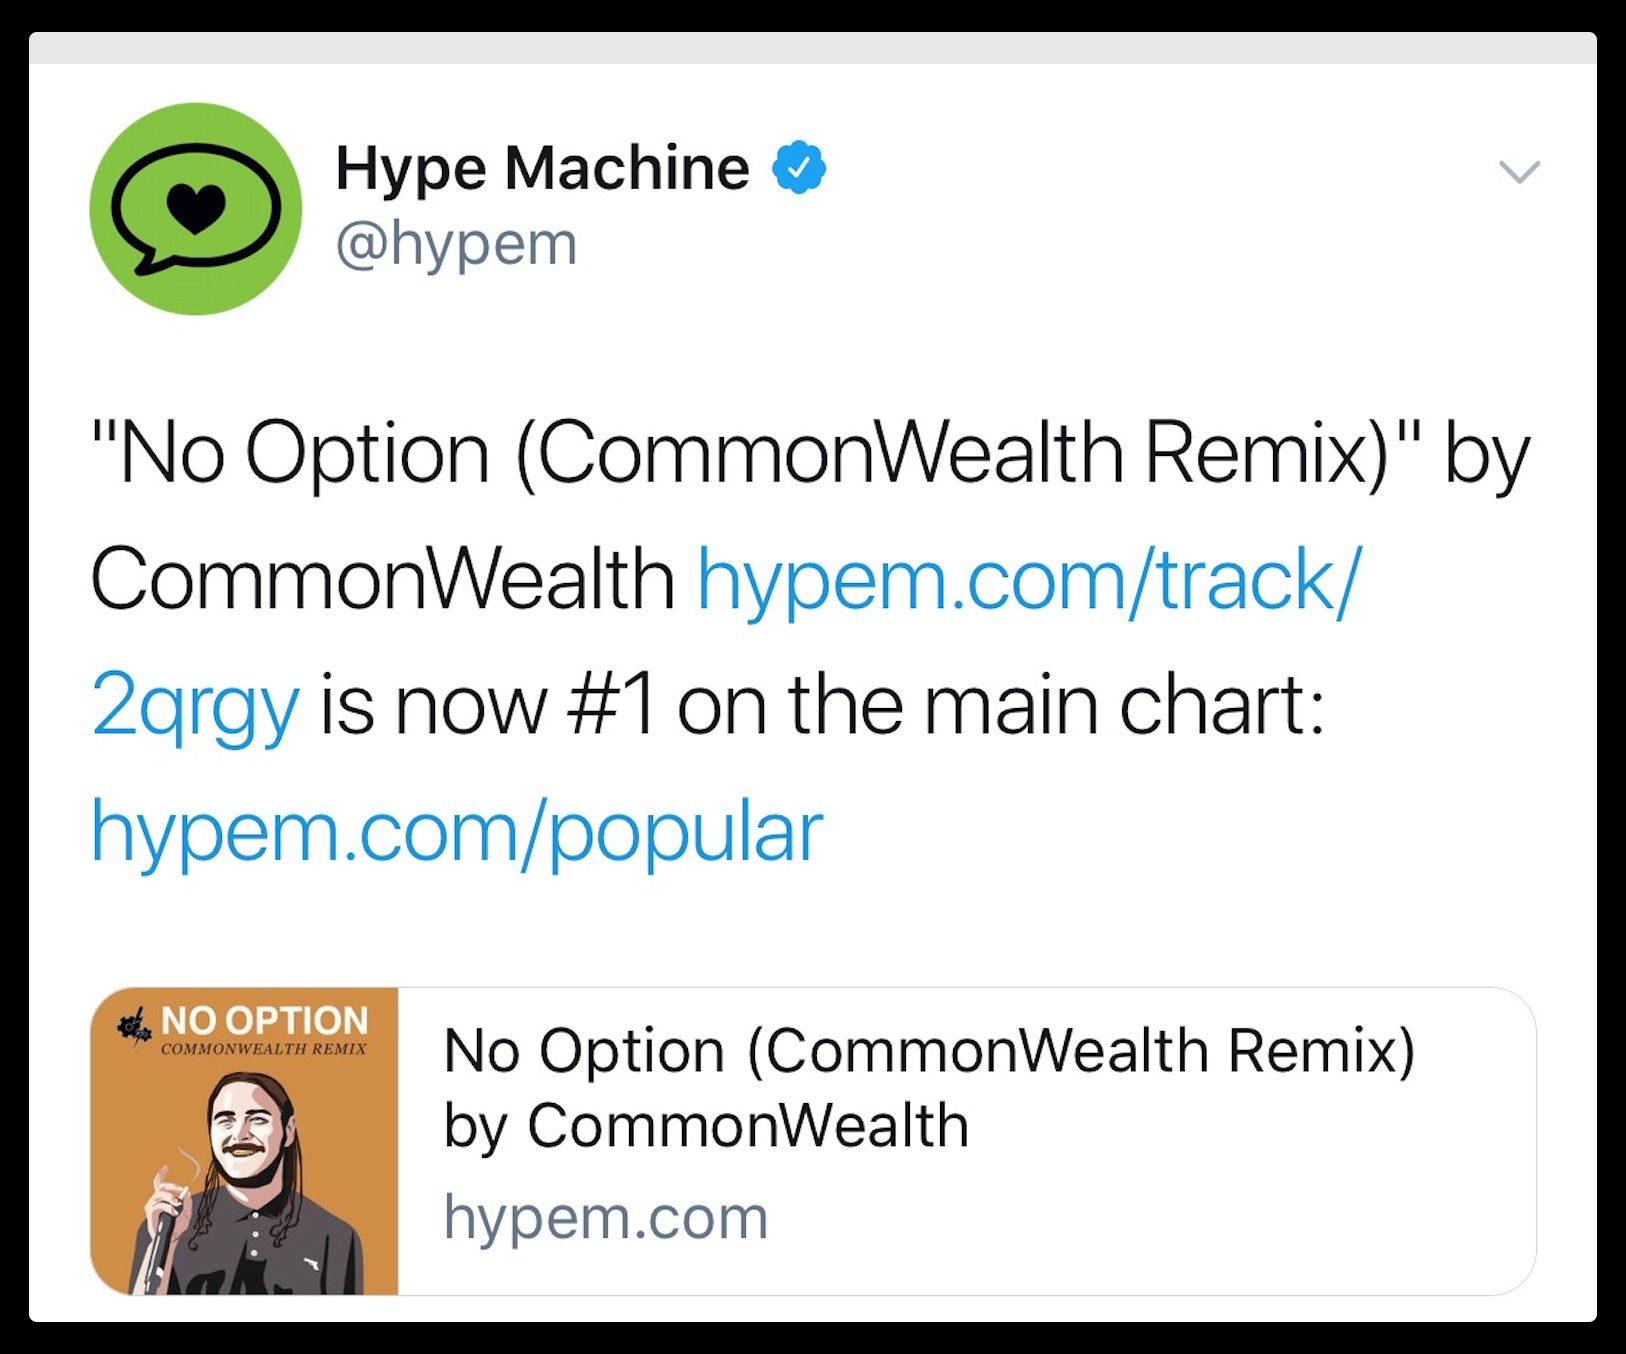 Hype Machine
@hypem
"No Option (CommonWealth Remix)" by
CommonWealth hypem.com/track/
2qrgy is now #1 on the main chart:
hypem.com/popular
NO OPTION
COMMONWEALTH REMIX
No Option (CommonWealth Remix)
by CommonWealth
hypem.com